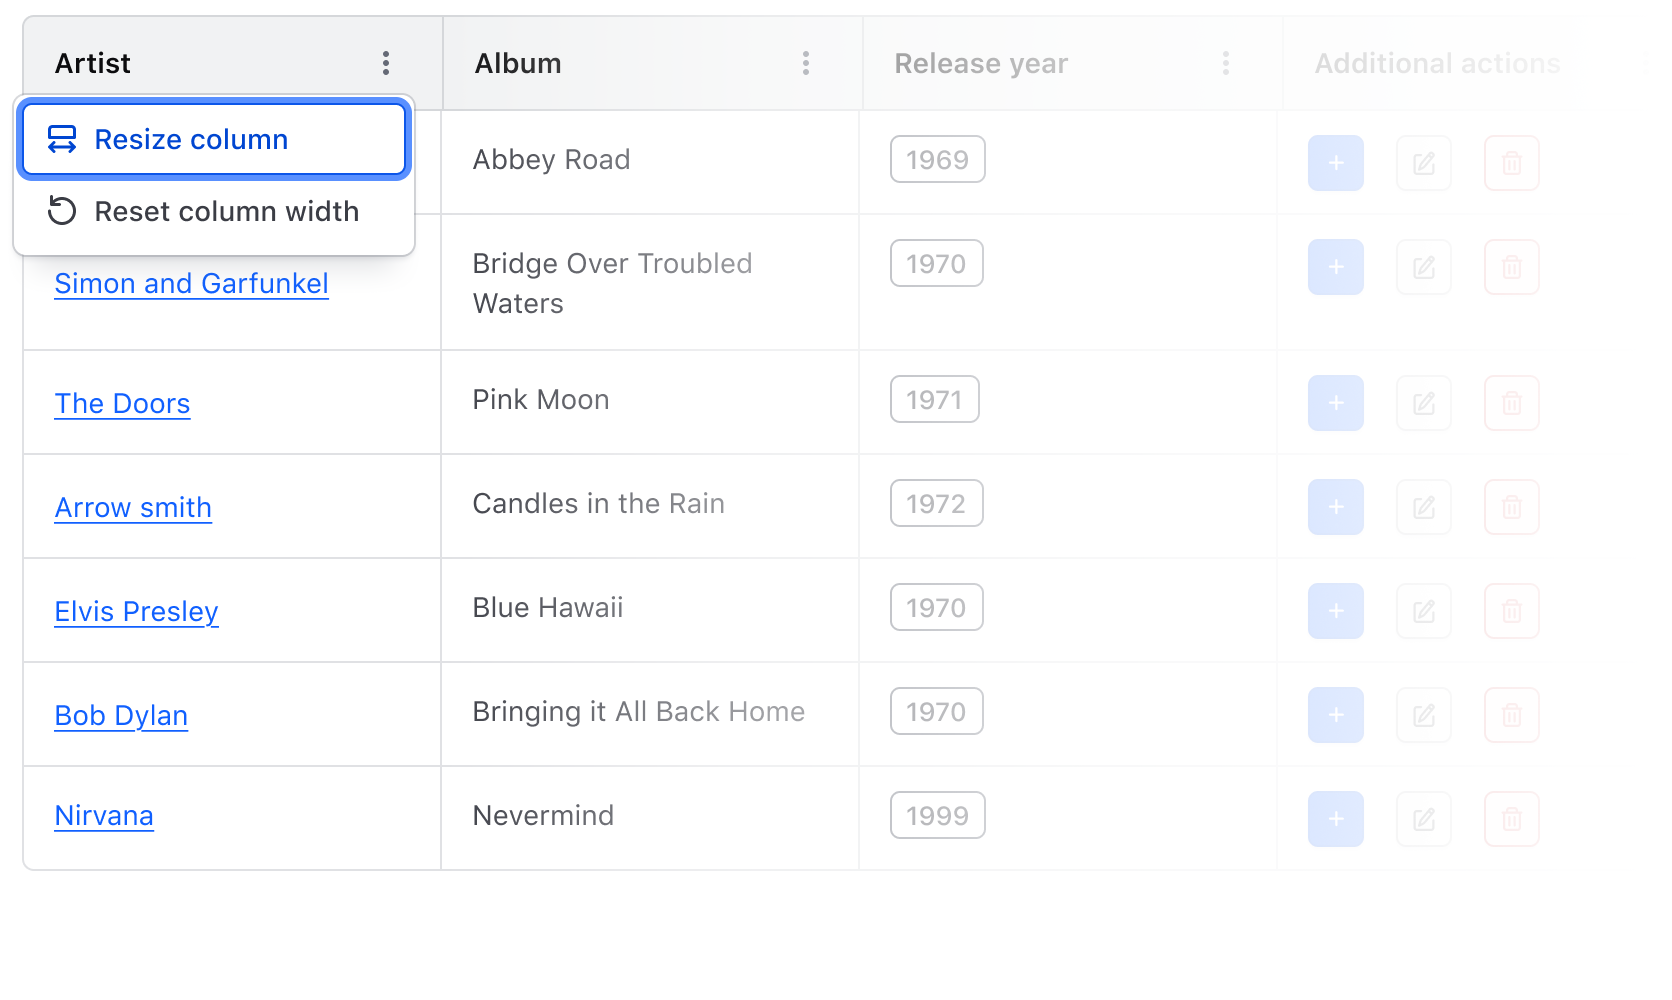 Artist
Album
Release year
Additional actions
Resize column
Reset column width
Abbey Road
1969
Simon and Garfunkel
Bridge Over Troubled
Waters
1970
The Doors
Pink Moon
1971
Arrow smith
Candles in the Rain
1972
Elvis Presley
Blue Hawaii
1970
Bob Dylan
Bringing it All Back Home
1970
Nirvana
Nevermind
1999